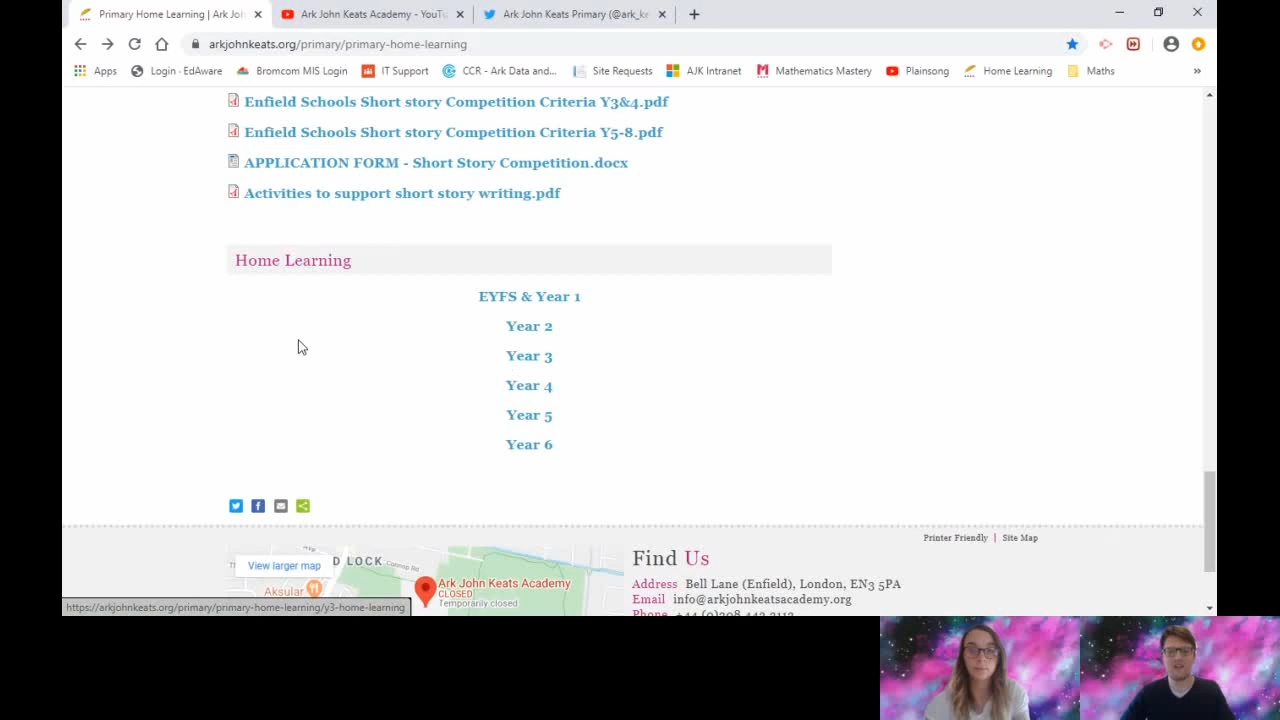 Primary Home Learning | Ark Joh
Ark John Keats Academy - YouTu
Ark John Keats Primary (@ark_ke
arkjohnkeats.org/primary/primary-home-learning
Apps
Login · EdAware
Bromcom MIS Login
IT Support
CCR - Ark Data and...
Site Requests
AJK Intranet
Mathematics Mastery
Plainsong
Home Learning
Maths
»
Enfield Schools Short story Competition Criteria Y3&4.pdf
Enfield Schools Short story Competition Criteria Y5-8.pdf
APPLICATION FORM - Short Story Competition.docx
Activities to support short story writing.pdf
Home Learning
EYFS & Year 1
Year 2
Year 3
Year 4
Year 5
Year 6
Printer Friendly | Site Map
View larger map
D LOCK
Aksular
Ark John Keats Academy
CLOSED
Temporarily closed
Find Us
Address Bell Lane (Enfield), London, EN3 5PA
Email info@arkjohnkeatsacademy.org
Phone
https://arkjohnkeats.org/primary/primary-home-learning/y3-home-learning